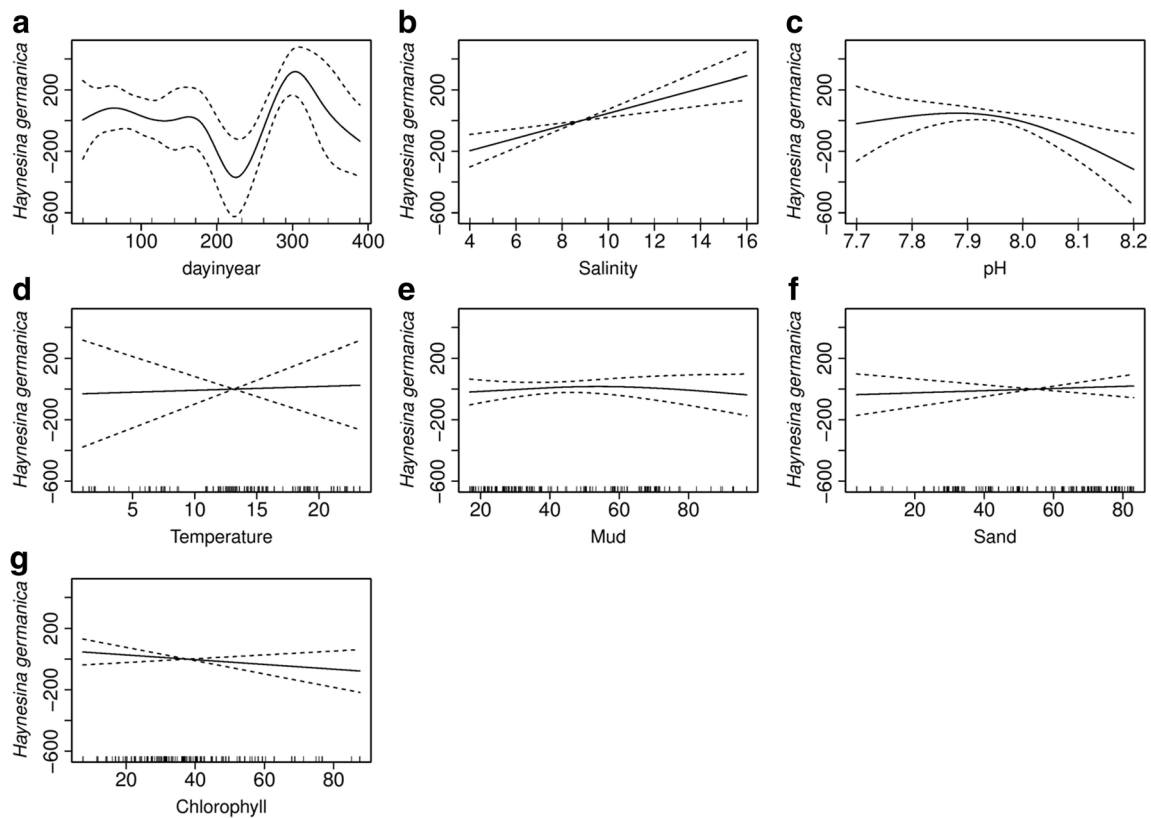 a
Haynesina germanica
200
−200
−600
100 200 300 400
dayinyear
b
Haynesina germanica
200
−200
−600
4 6 8 10 12 14 16
Salinity
c
Haynesina germanica
200
−200
−600
7.7 7.8 7.9 8.0 8.1 8.2
pH
d
Haynesina germanica
200
−200
−600
5 10 15 20
Temperature
e
Haynesina germanica
200
−200
−600
20 40 60 80
Mud
f
Haynesina germanica
200
−200
−600
20 40 60 80
Sand
g
Haynesina germanica
200
−200
−600
20 40 60 80
Chlorophyll